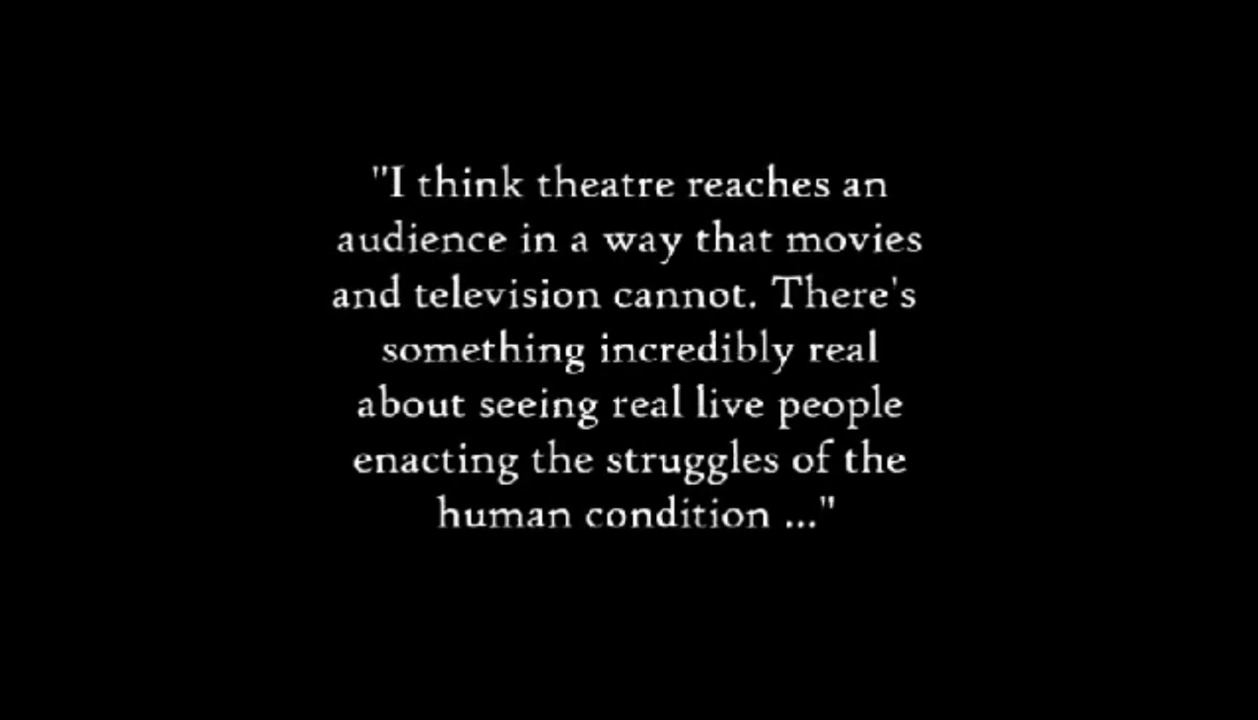 "I think theatre reaches an
audience in a way that movies
and television cannot. There's
something incredibly real
about seeing real live people
enacting the struggles of the
human condition ..."